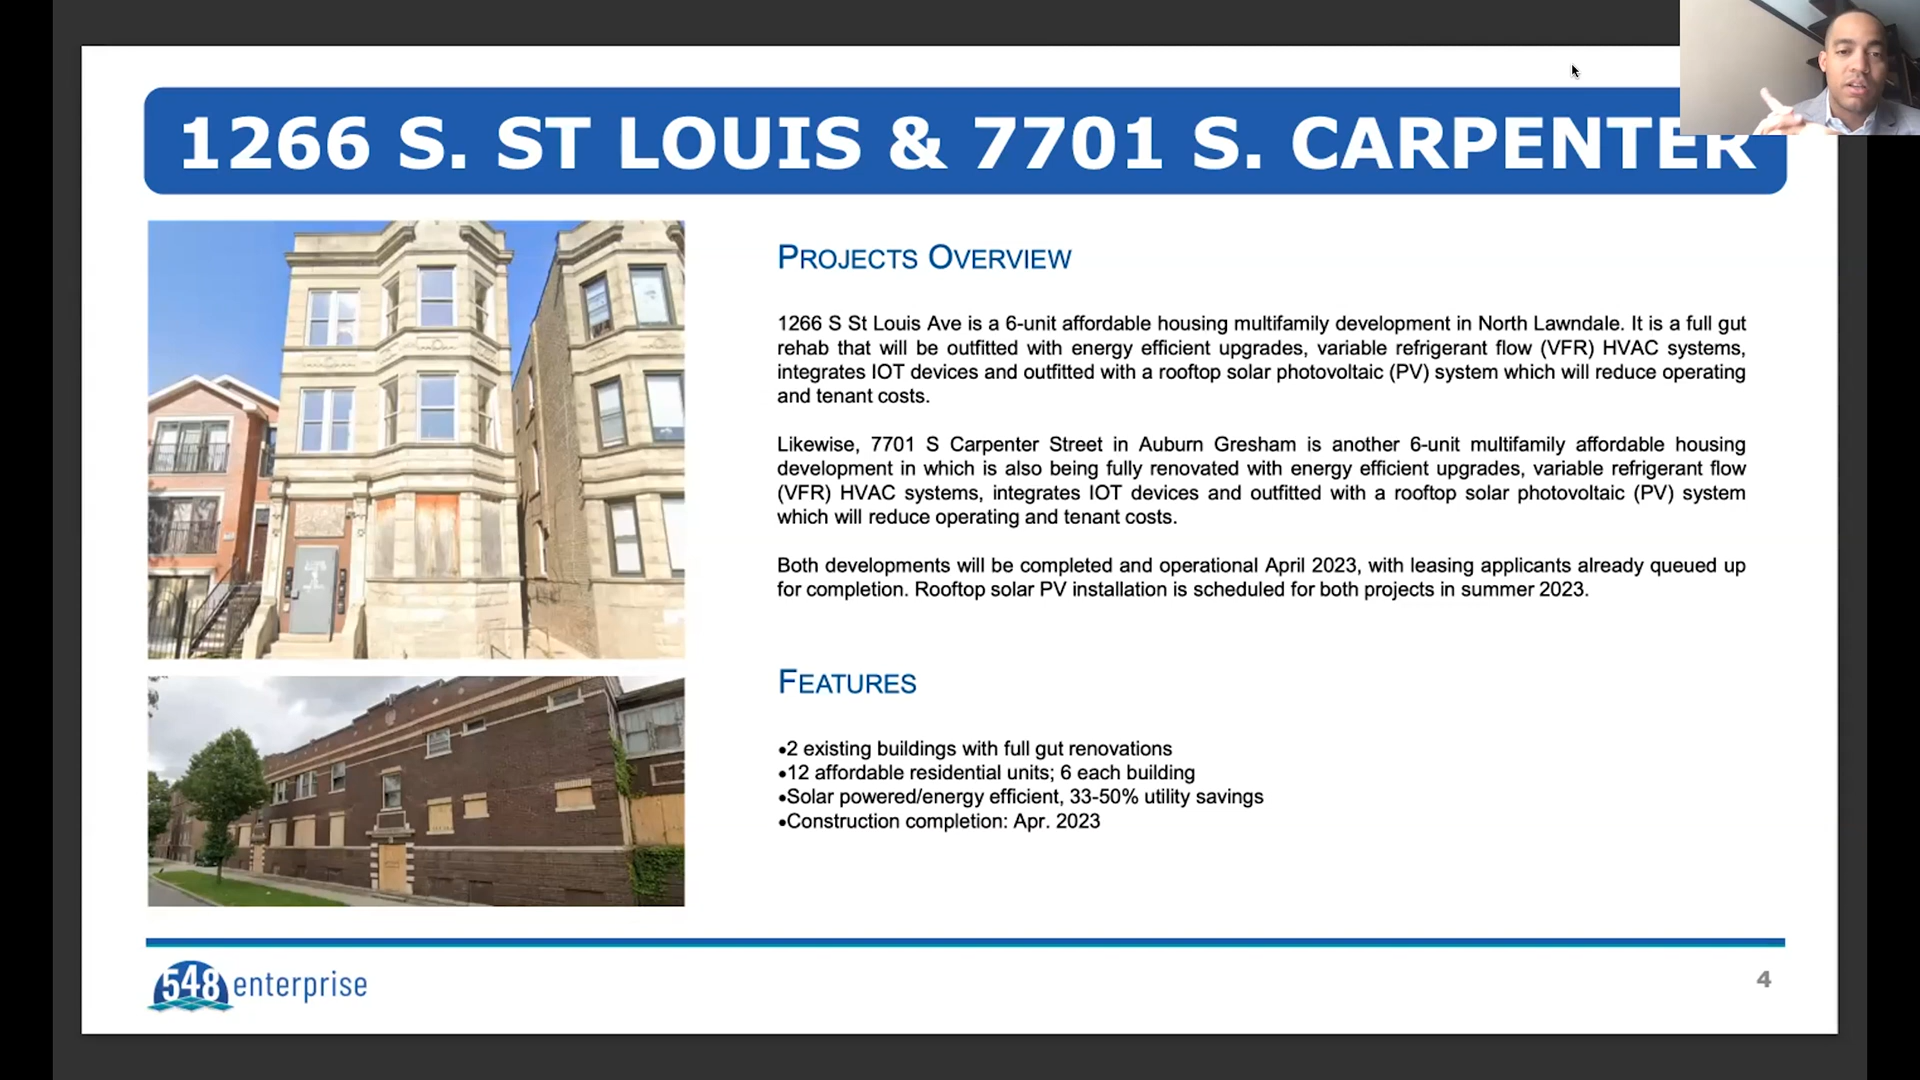 1266 S. ST LOUIS & 7701 S. CARPENTER
PROJECTS OVERVIEW
1266 S St Louis Ave is a 6-unit affordable housing multifamily development in North Lawndale. It is a full gut
rehab that will be outfitted with energy efficient upgrades, variable refrigerant flow (VFR) HVAC systems,
integrates IOT devices and outfitted with a rooftop solar photovoltaic (PV) system which will reduce operating
and tenant costs.
Likewise, 7701 S Carpenter Street in Auburn Gresham is another 6-unit multifamily affordable housing
development in which is also being fully renovated with energy efficient upgrades, variable refrigerant flow
(VFR) HVAC systems, integrates IOT devices and outfitted with a rooftop solar photovoltaic (PV) system
which will reduce operating and tenant costs.
Both developments will be completed and operational April 2023, with leasing applicants already queued up
for completion. Rooftop solar PV installation is scheduled for both projects in summer 2023.
FEATURES
•2 existing buildings with full gut renovations
•12 affordable residential units; 6 each building
•Solar powered/energy efficient, 33-50% utility savings
•Construction completion: Apr. 2023
548 enterprise
4